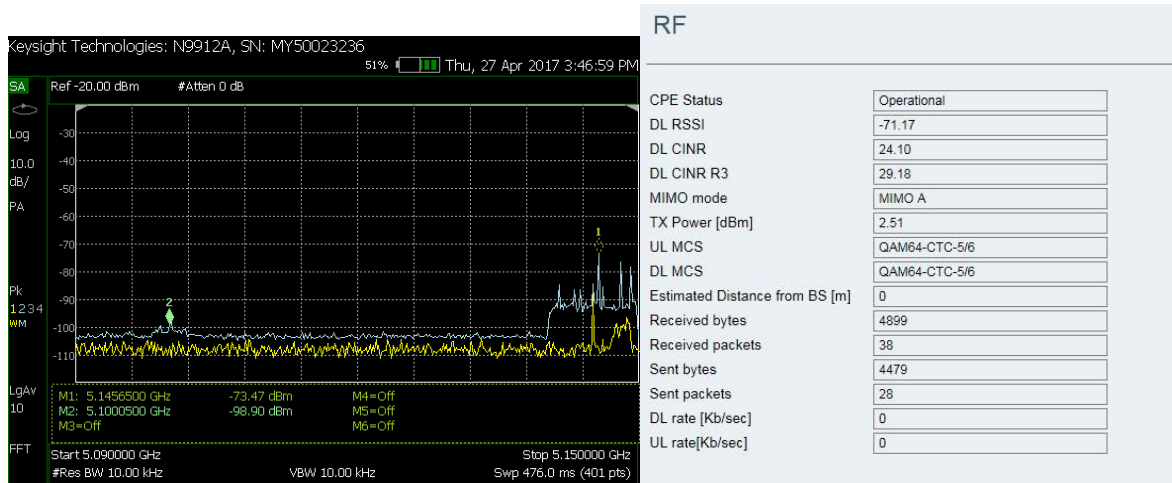 Keysight Technologies: N9912A, SN: MY50023236
51% Thu, 27 Apr 2017 3:46:59 PM
SA Ref -20.00 dBm #Atten 0 dB
Log
10.0
dB/
PA
Pk
1234
WM
LgAv
10
FFT
-30
-40
-50
-60
-70
-80
-90
-100
-110
1
2
M1: 5.1456500 GHz -73.47 dBm M4=Off
M2: 5.1000500 GHz -98.90 dBm M5=Off
M3=Off M6=Off
Start 5.090000 GHz Stop 5.150000 GHz
#Res BW 10.00 kHz VBW 10.00 kHz Swp 476.0 ms (401 pts)
RF
CPE Status Operational
DL RSSI -71.17
DL CINR 24.10
DL CINR R3 29.18
MIMO mode MIMO A
TX Power [dBm] 2.51
UL MCS QAM64-CTC-5/6
DL MCS QAM64-CTC-5/6
Estimated Distance from BS [m] 0
Received bytes 4899
Received packets 38
Sent bytes 4479
Sent packets 28
DL rate [Kb/sec] 0
UL rate[Kb/sec] 0